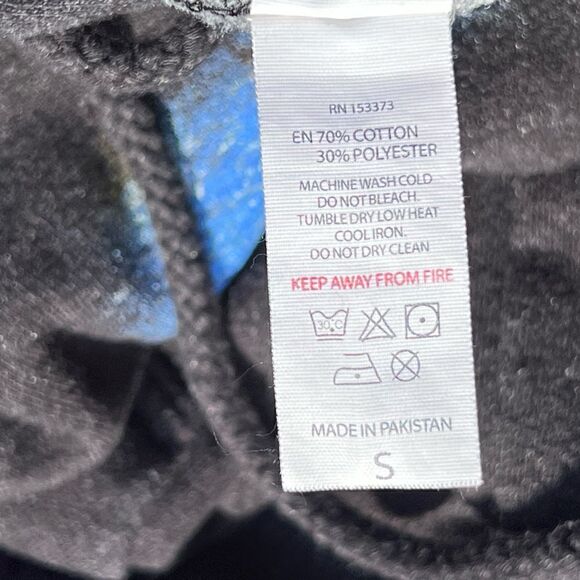 RN 153373
EN 70% COTTON
30% POLYESTER
MACHINE WASH COLD
DO NOT BLEACH.
TUMBLE DRY LOW HEAT
COOL IRON.
DO NOT DRY CLEAN
KEEP AWAY FROM FIRE
30°C
MADE IN PAKISTAN
S